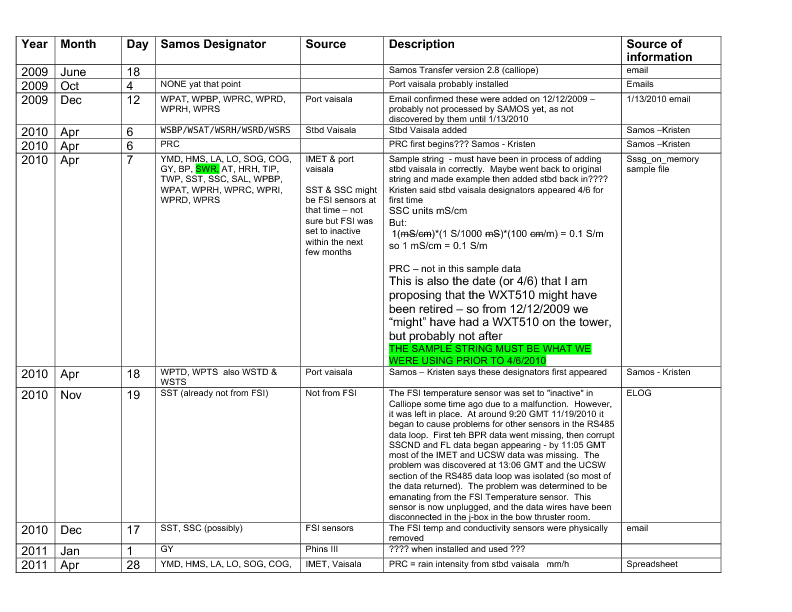 Year Month Day Samos Designator Source Description Source of
information
2009 June 18 Samos Transfer version 2.8 (calliope) email
2009 Oct 4 NONE yat that point Port vaisala probably installed Emails
2009 Dec 12 WPAT, WPBP, WPRC, WPRD,
WPRH, WPRS
Port vaisala
Email confirmed these were added on 12/12/2009 –
probably not processed by SAMOS yet, as not
discovered by them until 1/13/2010
1/13/2010 email
2010 Apr 6 WSBP/WSAT/WSRH/WSRD/WSRS Stbd Vaisala Stbd Vaisala added Samos –Kristen
2010 Apr 6 PRC PRC first begins??? Samos - Kristen Samos –Kristen
2010 Apr 7 YMD, HMS, LA, LO, SOG, COG,
GY, BP, SWR, AT, HRH, TIP,
TWP, SST, SSC, SAL, WPBP,
WPAT, WPRH, WPRC, WPRI,
WPRD, WPRS
IMET & port
vaisala
SST & SSC might
be FSI sensors at
that time – not
sure but FSI was
set to inactive
within the next
few months
Sample string - must have been in process of adding
stbd vaisala in correctly. Maybe went back to original
string and made example then added stbd back in????
Kristen said stbd vaisala designators appeared 4/6 for
first time
SSC units mS/cm
But:
1(mS/cm)*(1 S/1000 mS)*(100 cm/m) = 0.1 S/m
so 1 mS/cm = 0.1 S/m
PRC – not in this sample data
This is also the date (or 4/6) that I am
proposing that the WXT510 might have
been retired – so from 12/12/2009 we
“might” have had a WXT510 on the tower,
but probably not after
THE SAMPLE STRING MUST BE WHAT WE
WERE USING PRIOR TO 4/6/2010
Sssg_on_memory
sample file
2010 Apr 18 WPTD, WPTS also WSTD &
WSTS
Port vaisala
Samos – Kristen says these designators first appeared
Samos - Kristen
2010 Nov 19 SST (already not from FSI) Not from FSI
The FSI temperature sensor was set to "inactive" in
Calliope some time ago due to a malfunction. However,
it was left in place. At around 9:20 GMT 11/19/2010 it
began to cause problems for other sensors in the RS485
data loop. First teh BPR data went missing, then corrupt
SSCND and FL data began appearing - by 11:05 GMT
most of the IMET and UCSW data was missing. The
problem was discovered at 13:06 GMT and the UCSW
section of the RS485 data loop was isolated (so most of
the data returned). The problem was determined to be
emanating from the FSI Temperature sensor. This
sensor is now unplugged, and the data wires have been
disconnected in the j-box in the bow thruster room.
ELOG
2010 Dec 17 SST, SSC (possibly) FSI sensors
The FSI temp and conductivity sensors were physically
removed
email
2011 Jan 1 GY Phins III ???? when installed and used ???
2011 Apr 28 YMD, HMS, LA, LO, SOG, COG, IMET, Vaisala PRC = rain intensity from stbd vaisala mm/h Spreadsheet